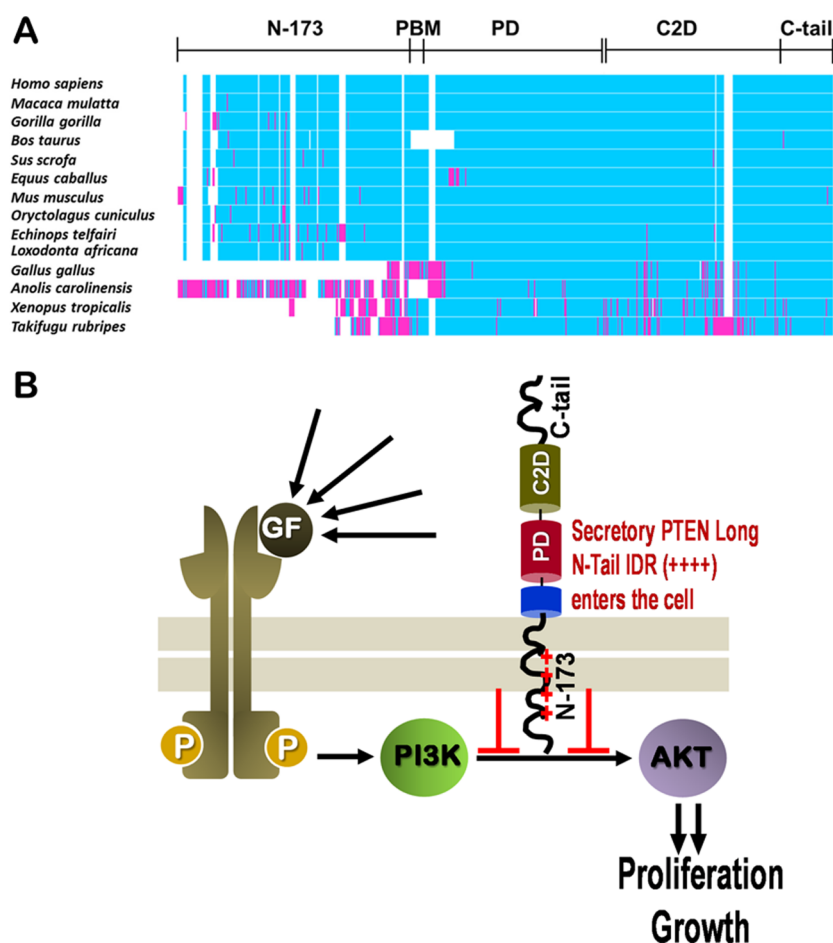 A
N-173 PBM PD C2D C-tail
Homo sapiens
Macaca mulatta
Gorilla gorilla
Bos taurus
Sus scrofa
Equus caballus
Mus musculus
Oryctolagus cuniculus
Echinops telfairi
Loxodonta africana
Gallus gallus
Anolis carolinensis
Xenopus tropicalis
Takifugu rubripes
B
C-tail
C2D
GF
PD
Secretory PTEN Long
N-Tail IDR (++++)
enters the cell
++++
N-173
P
P
PI3K
AKT
Proliferation
Growth